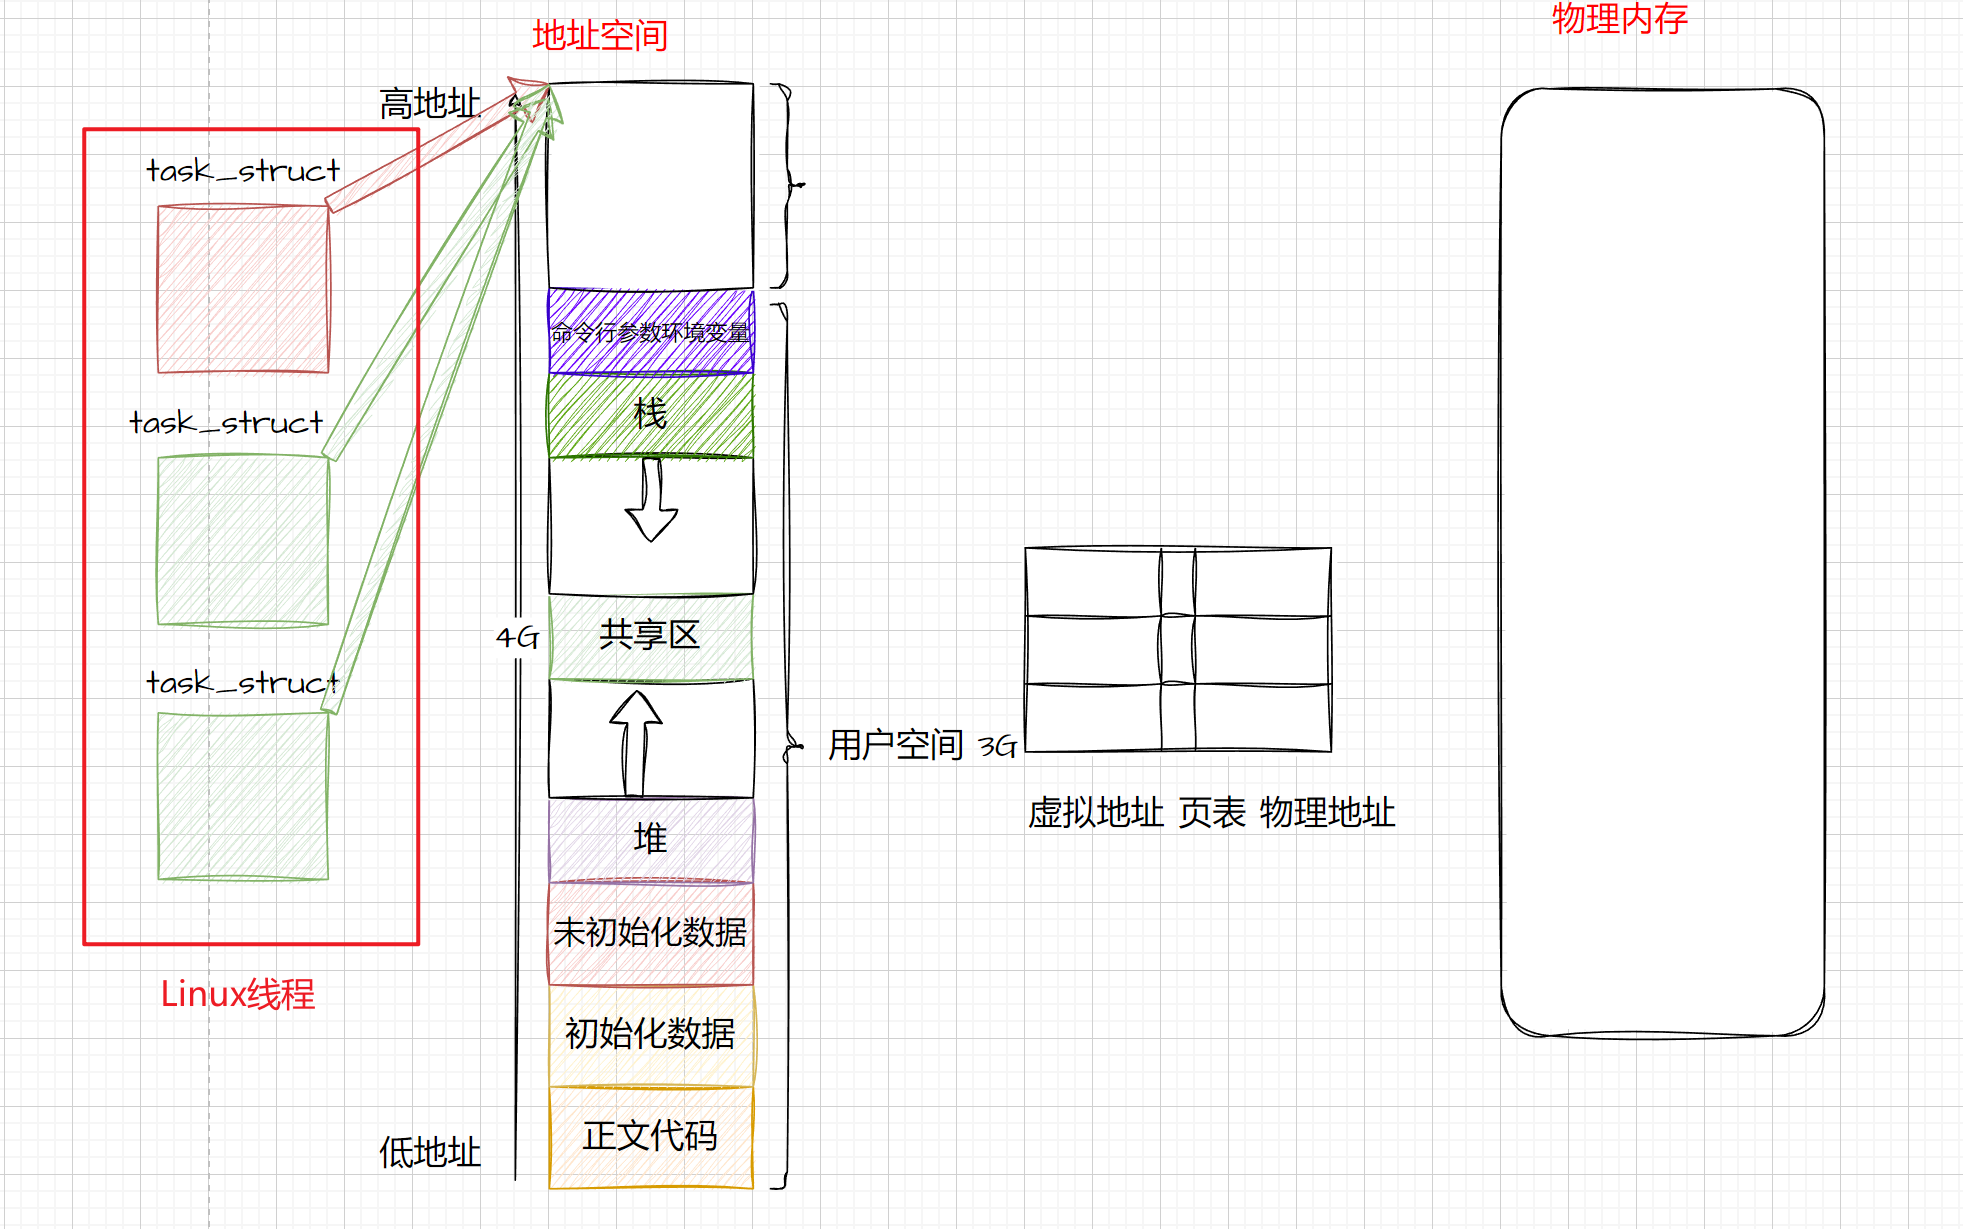 物理内存
地址空间
高地址
task_struct
命令行参数环境变量
栈
task_struct
共享区
4G
task_struct
用户空间 3G
虚拟地址 页表 物理地址
堆
未初始化数据
Linux线程
初始化数据
正文代码
低地址